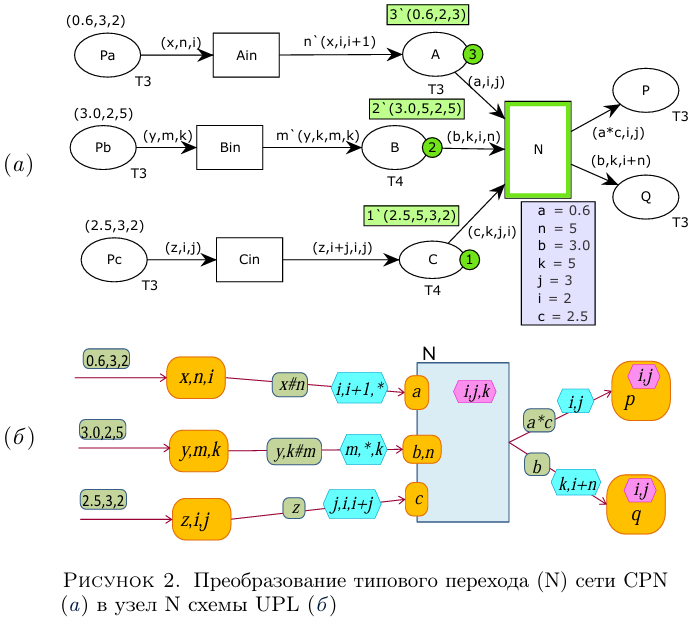 (0.6,3,2)
3`(0.6,2,3)
Pa
(x,n,i)
Ain
n`(x,i,i+1)
A
3
T3
T3
(a,i,j)
P
T3
(a*c,i,j)
(3.0,2,5)
2`(3.0,5,2,5)
(а)
Pb
(y,m,k)
Bin
m`(y,k,m,k)
B
2
(b,k,i,n)
N
T3
T4
(b,k,i+n)
Q
T3
(2.5,3,2)
1`(2.5,5,3,2)
Pc
(z,i,j)
Cin
(z,i+j,i,j)
C
1
(c,k,j,i)
T3
T4
a = 0.6
n = 5
b = 3.0
k = 5
j = 3
i = 2
c = 2.5
N
0.6,3,2
x,n,i
x#n
i,i+1,*
a
i,j,k
i,j
p
i,j
a*c
(б)
3.0,2,5
y,m,k
y,k#m
m,*,k
b,n
b
k,i+n
i,j
q
2.5,3,2
z,i,j
z
j,i,i+j
c
Рисунок 2. Преобразование типового перехода (N) сети CPN
(а) в узел N схемы UPL (б)